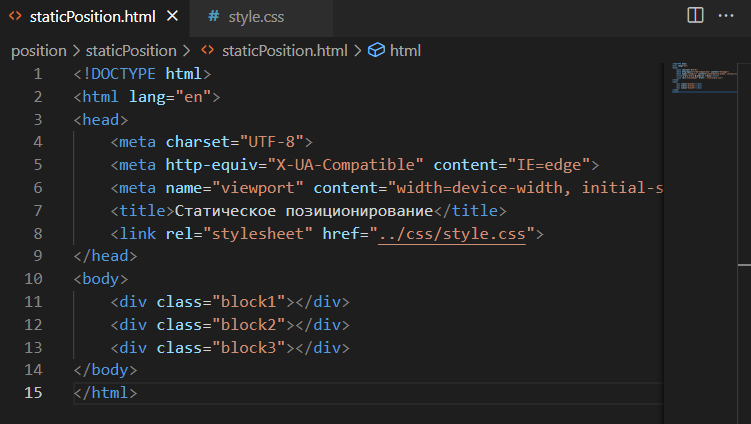 staticPosition.html
style.css
position > staticPosition > staticPosition.html > html
1 <!DOCTYPE html>
2 <html lang="en">
3 <head>
4 <meta charset="UTF-8">
5 <meta http-equiv="X-UA-Compatible" content="IE=edge">
6 <meta name="viewport" content="width=device-width, initial-s
7 <title>Статическое позиционирование</title>
8 <link rel="stylesheet" href="../css/style.css">
9 </head>
10 <body>
11 <div class="block1"></div>
12 <div class="block2"></div>
13 <div class="block3"></div>
14 </body>
15 </html>